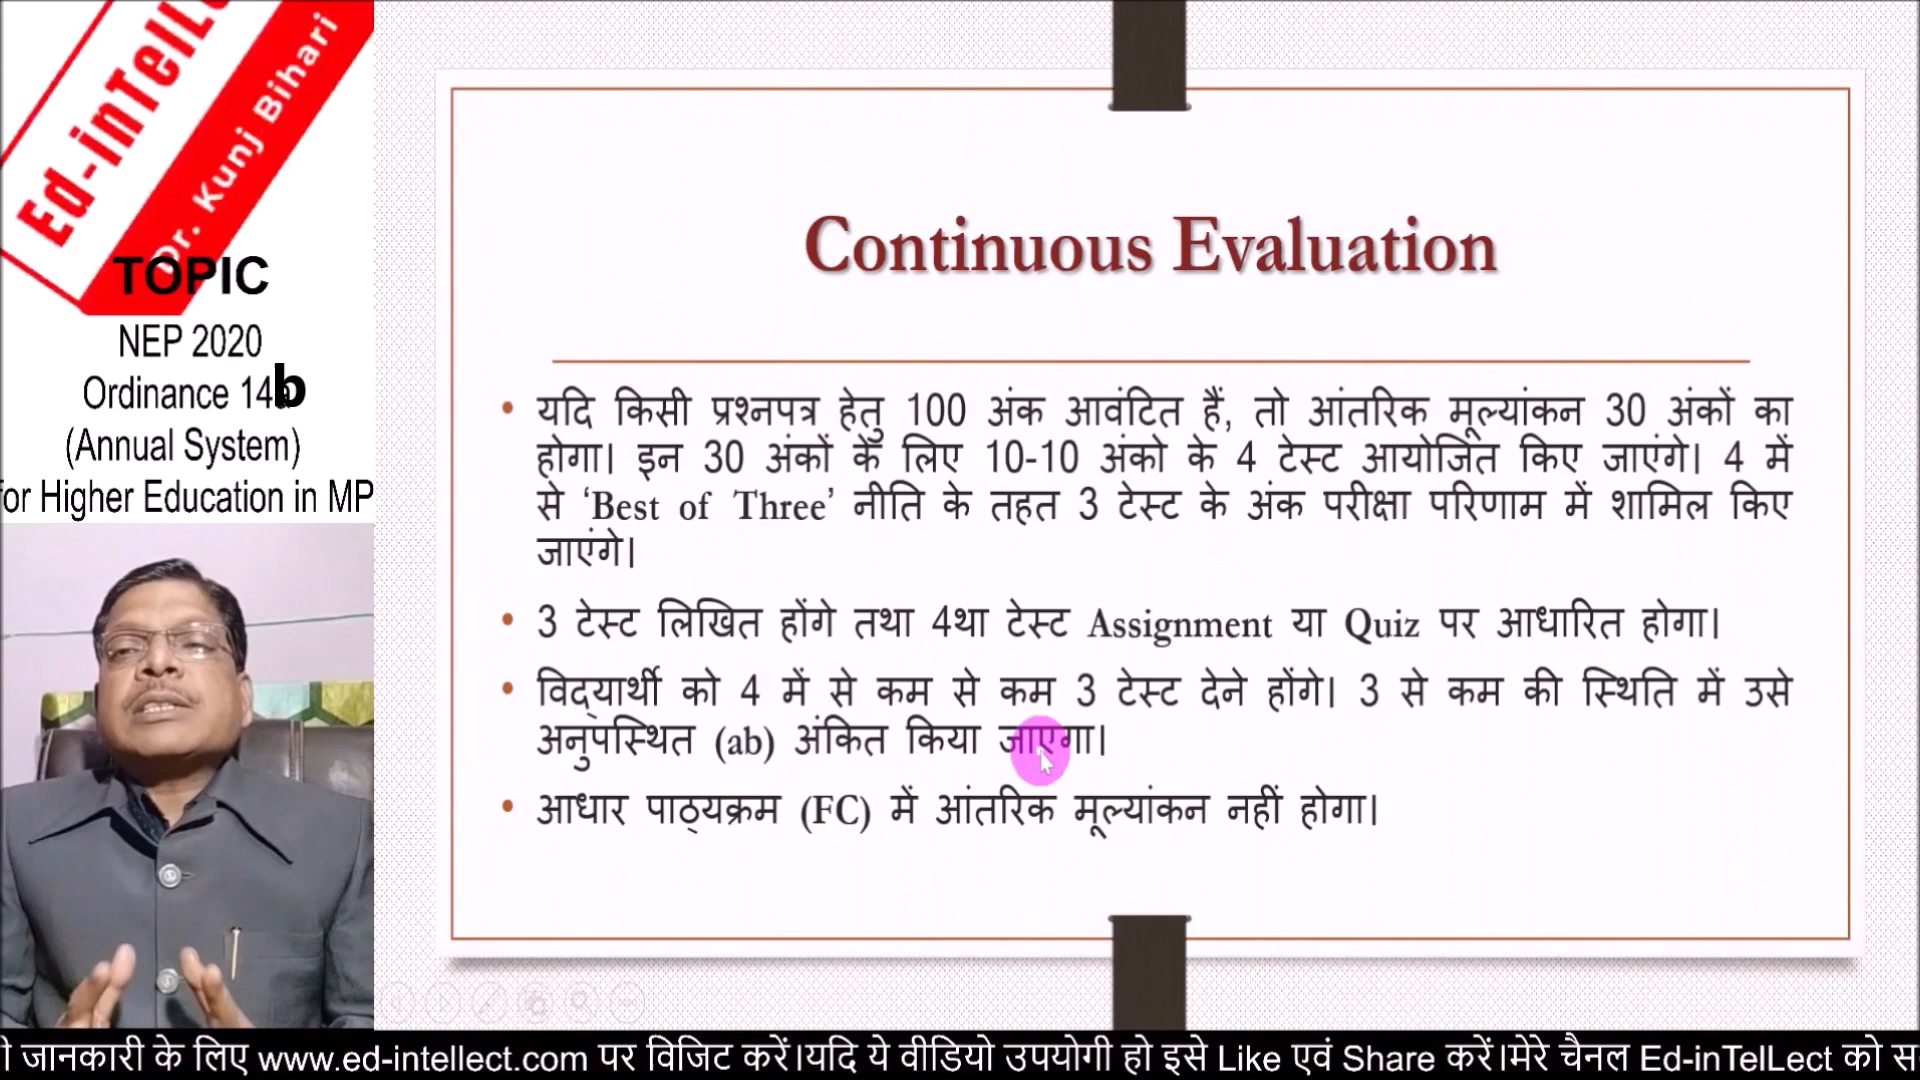 Ed-inTelL
Dr. Kunj Bihari
TOPIC
NEP 2020
Ordinance 14b
(Annual System)
for Higher Education in MP
Continuous Evaluation
• यदि किसी प्रश्नपत्र हेतु 100 अंक आवंटित हैं, तो आंतरिक मूल्यांकन 30 अंकों का
होगा। इन 30 अंकों के लिए 10-10 अंको के 4 टेस्ट आयोजित किए जाएंगे। 4 में
से ‘Best of Three’ नीति के तहत 3 टेस्ट के अंक परीक्षा परिणाम में शामिल किए
जाएंगे।
• 3 टेस्ट लिखित होंगे तथा 4था टेस्ट Assignment या Quiz पर आधारित होगा।
• विद्यार्थी को 4 में से कम से कम 3 टेस्ट देने होंगे। 3 से कम की स्थिति में उसे
अनुपस्थित (ab) अंकित किया जाएगा।
• आधार पाठ्यक्रम (FC) में आंतरिक मूल्यांकन नहीं होगा।
जानकारी के लिए www.ed-intellect.com पर विजिट करें।यदि ये वीडियो उपयोगी हो इसे Like एवं Share करें।मेरे चैनल Ed-inTelLect को